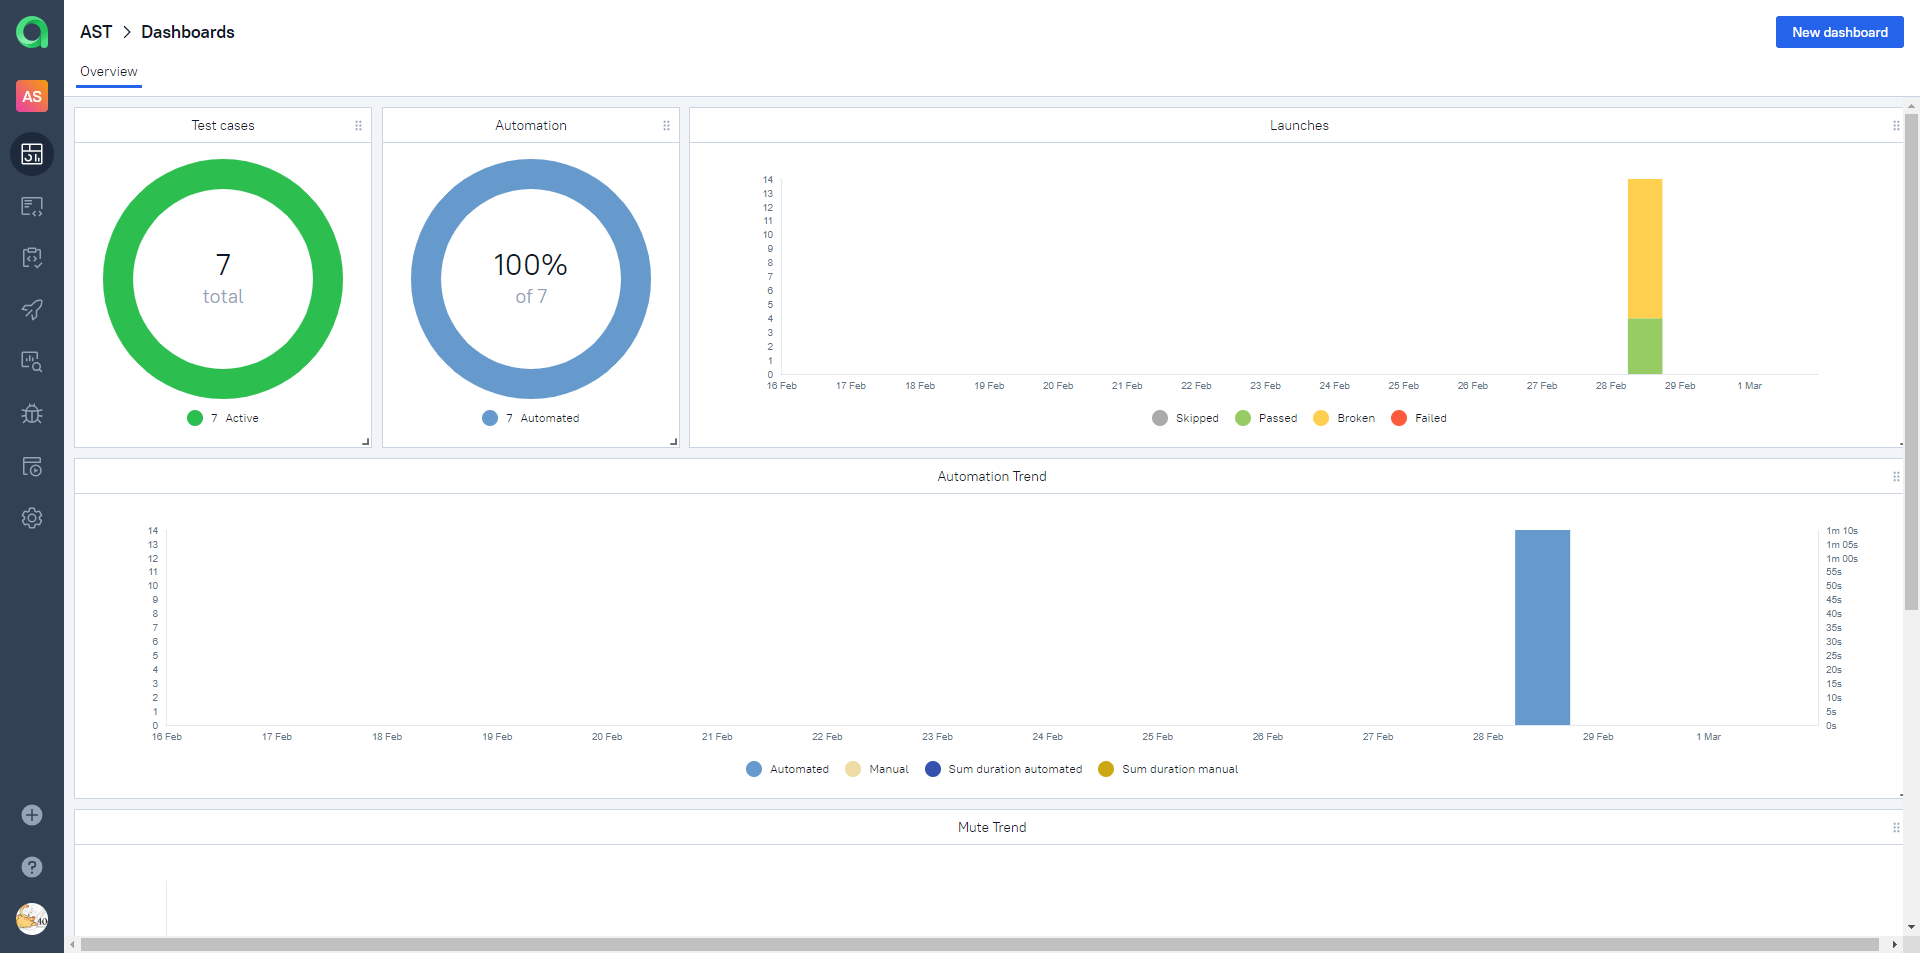 AST > Dashboards
New dashboard
Overview
AS
Test cases
7
total
7 Active
Automation
100%
of 7
7 Automated
Launches
14
13
12
11
10
9
8
7
6
5
4
3
2
1
0
16 Feb 17 Feb 18 Feb 19 Feb 20 Feb 21 Feb 22 Feb 23 Feb 24 Feb 25 Feb 26 Feb 27 Feb 28 Feb 29 Feb 1 Mar
Skipped Passed Broken Failed
Automation Trend
14 1m 10s
13 1m 05s
12 1m 00s
11 55s
10 50s
9 45s
8 40s
7 35s
6 30s
5 25s
4 20s
3 15s
2 10s
1 5s
0 0s
16 Feb 17 Feb 18 Feb 19 Feb 20 Feb 21 Feb 22 Feb 23 Feb 24 Feb 25 Feb 26 Feb 27 Feb 28 Feb 29 Feb 1 Mar
Automated Manual Sum duration automated Sum duration manual
Mute Trend